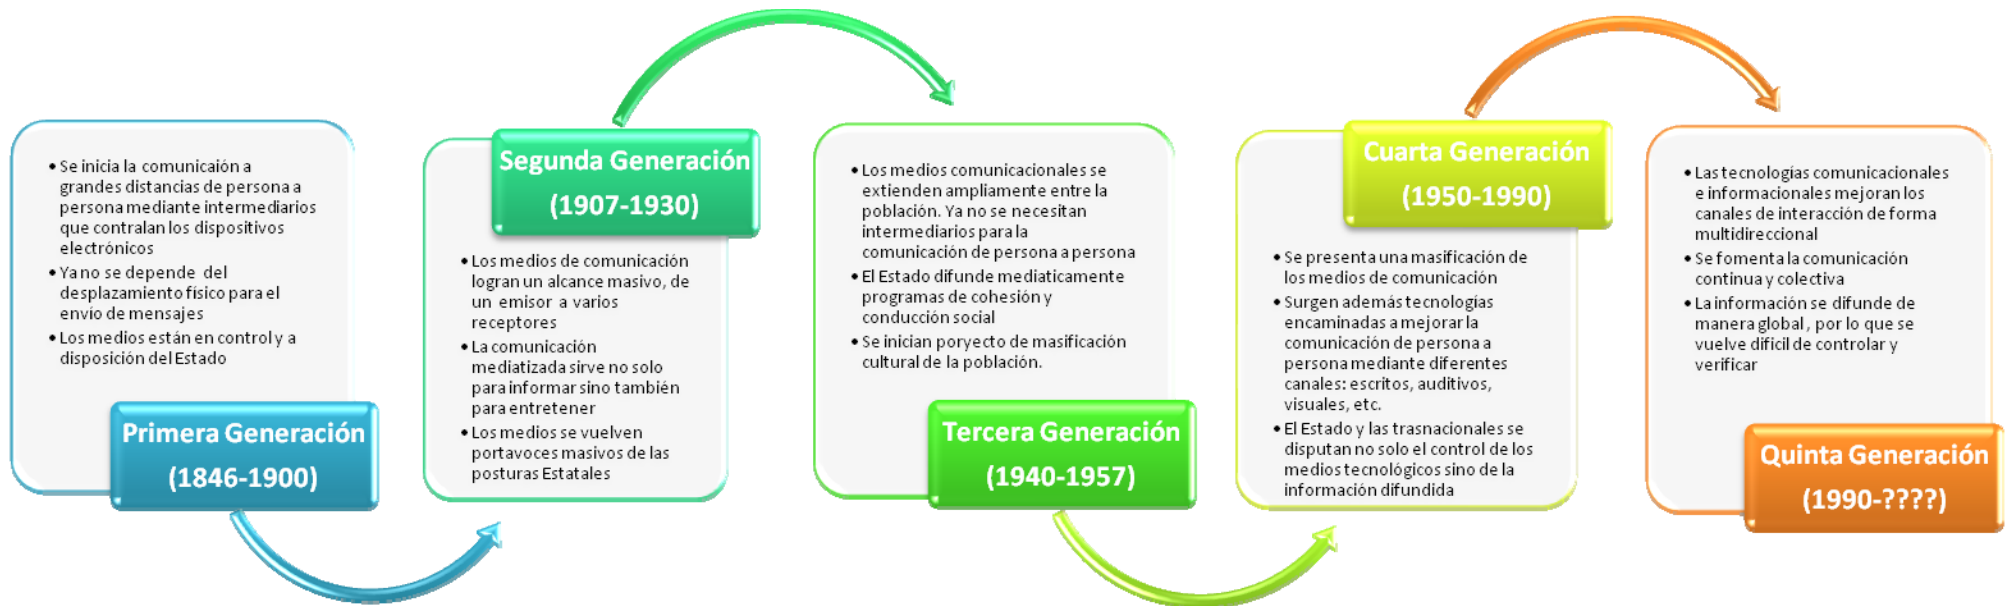 • Se inicia la comunicaión a
grandes distancias de persona a
persona mediante intermediarios
que contralan los dispositivos
electrónicos
• Ya no se depende del
desplazamiento físico para el
envío de mensajes
• Los medios están en control y a
disposición del Estado
Primera Generación
(1846-1900)
Segunda Generación
(1907-1930)
• Los medios de comunicación
logran un alcance masivo, de
un emisor a varios
receptores
• La comunicación
mediatizada sirve no solo
para informar sino también
para entretener
• Los medios se vuelven
portavoces masivos de las
posturas Estatales
• Los medios comunicacionales se
extienden ampliamente entre la
población. Ya no se necesitan
intermediarios para la
comunicación de persona a persona
• El Estado difunde mediaticamente
programas de cohesión y
conducción social
• Se inician poryecto de masificación
cultural de la población.
Tercera Generación
(1940-1957)
Cuarta Generación
(1950-1990)
• Se presenta una masificación de
los medios de comunicación
• Surgen además tecnologías
encaminadas a mejorar la
comunicación de persona a
persona mediante diferentes
canales: escritos, auditivos,
visuales, etc.
• El Estado y las trasnacionales se
disputan no solo el control de los
medios tecnológicos sino de la
información difundida
• Las tecnologías comunicacionales
e informacionales mejoran los
canales de interacción de forma
multidireccional
• Se fomenta la comunicación
continua y colectiva
• La información se difunde de
manera global , por lo que se
vuelve difícil de controlar y
verificar
Quinta Generación
(1990-????)